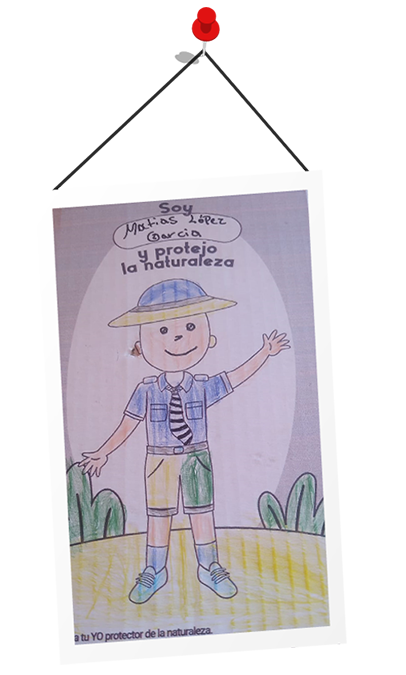 Soy
Matias López
Garcia
y protejo
la naturaleza
a tu YO protector de la naturaleza.